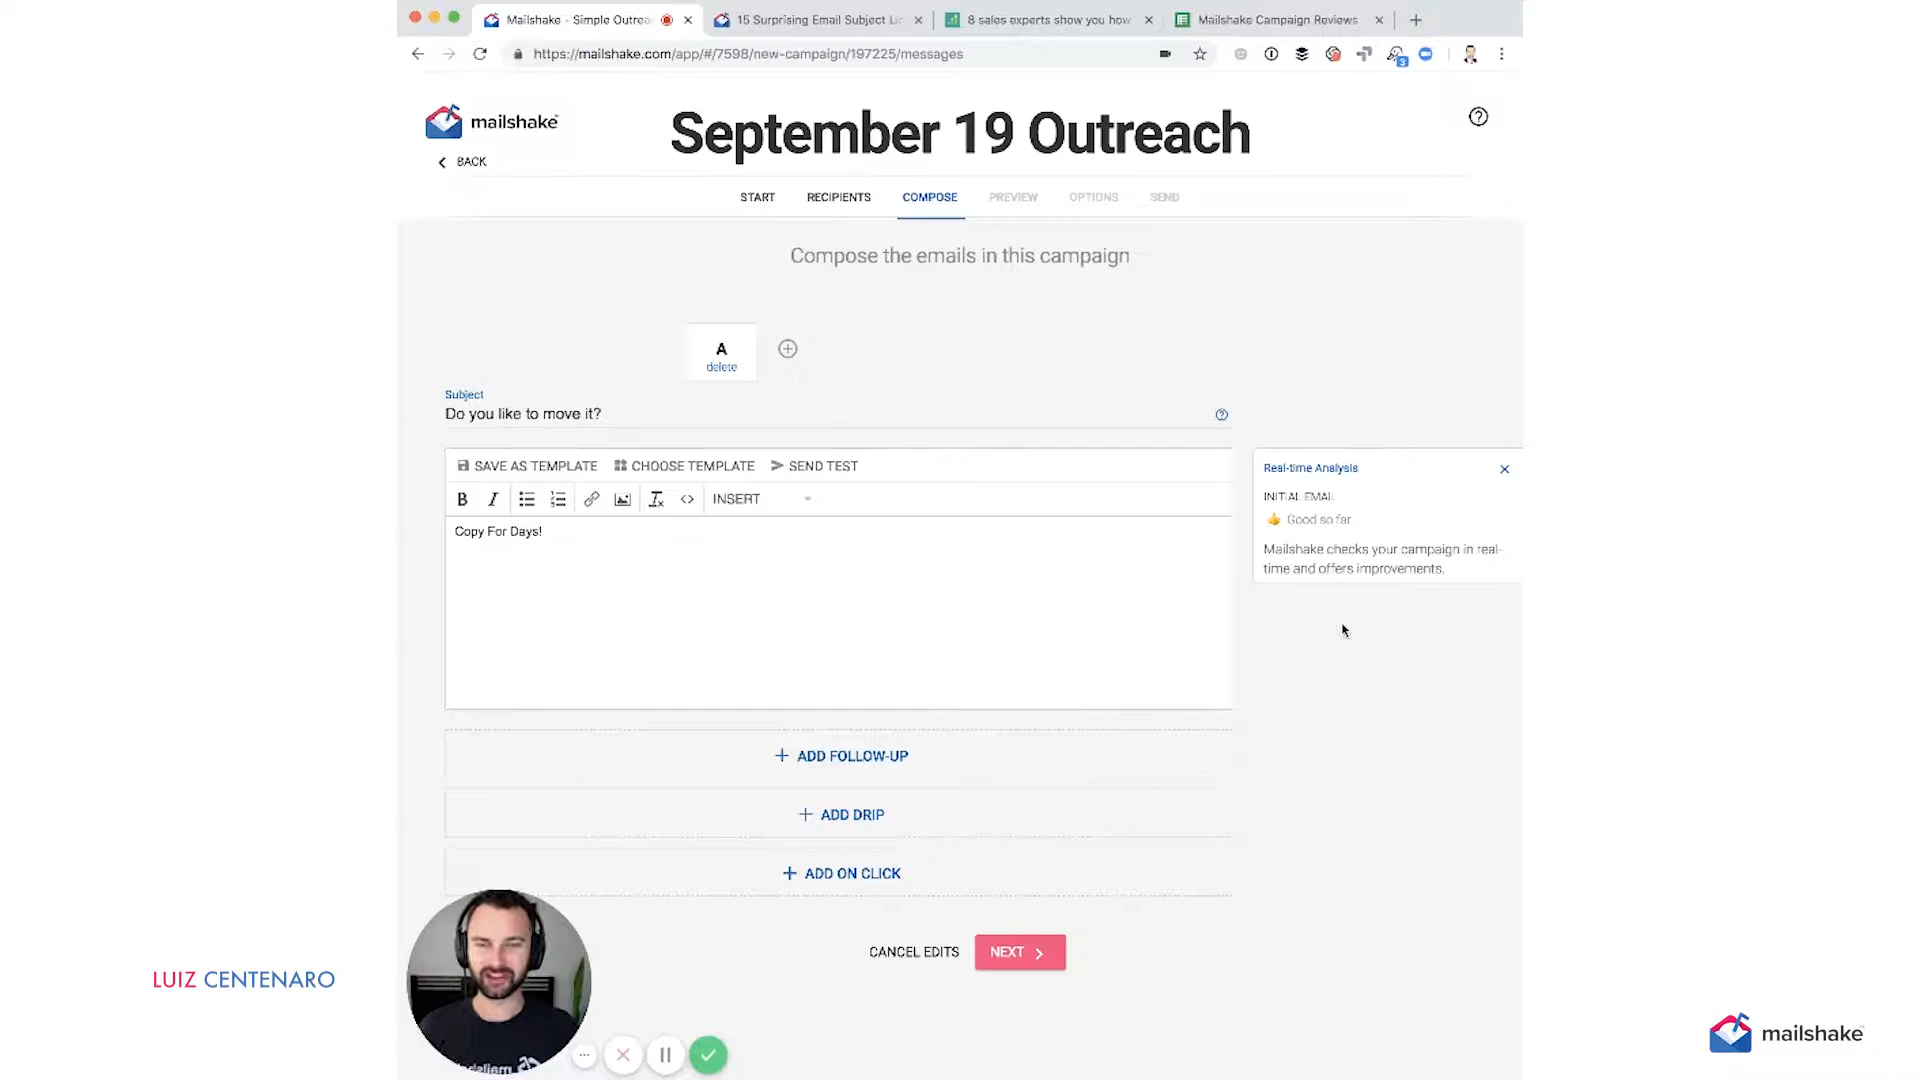 Mailshake - Simple Outrea
15 Surprising Email Subject Lin
8 sales experts show you how
Mailshake Campaign Reviews
https://mailshake.com/app/#/7598/new-campaign/197225/messages
3
mailshake
September 19 Outreach
BACK
START
RECIPIENTS
COMPOSE
PREVIEW
OPTIONS
SEND
Compose the emails in this campaign
A
delete
Subject
Do you like to move it?
SAVE AS TEMPLATE
CHOOSE TEMPLATE
SEND TEST
B I
INSERT
Copy For Days!
Real-time Analysis
INITIAL EMAIL
Good so far
Mailshake checks your campaign in real-
time and offers improvements.
ADD FOLLOW-UP
ADD DRIP
ADD ON CLICK
CANCEL EDITS
NEXT
LUIZ CENTENARO
mailshake